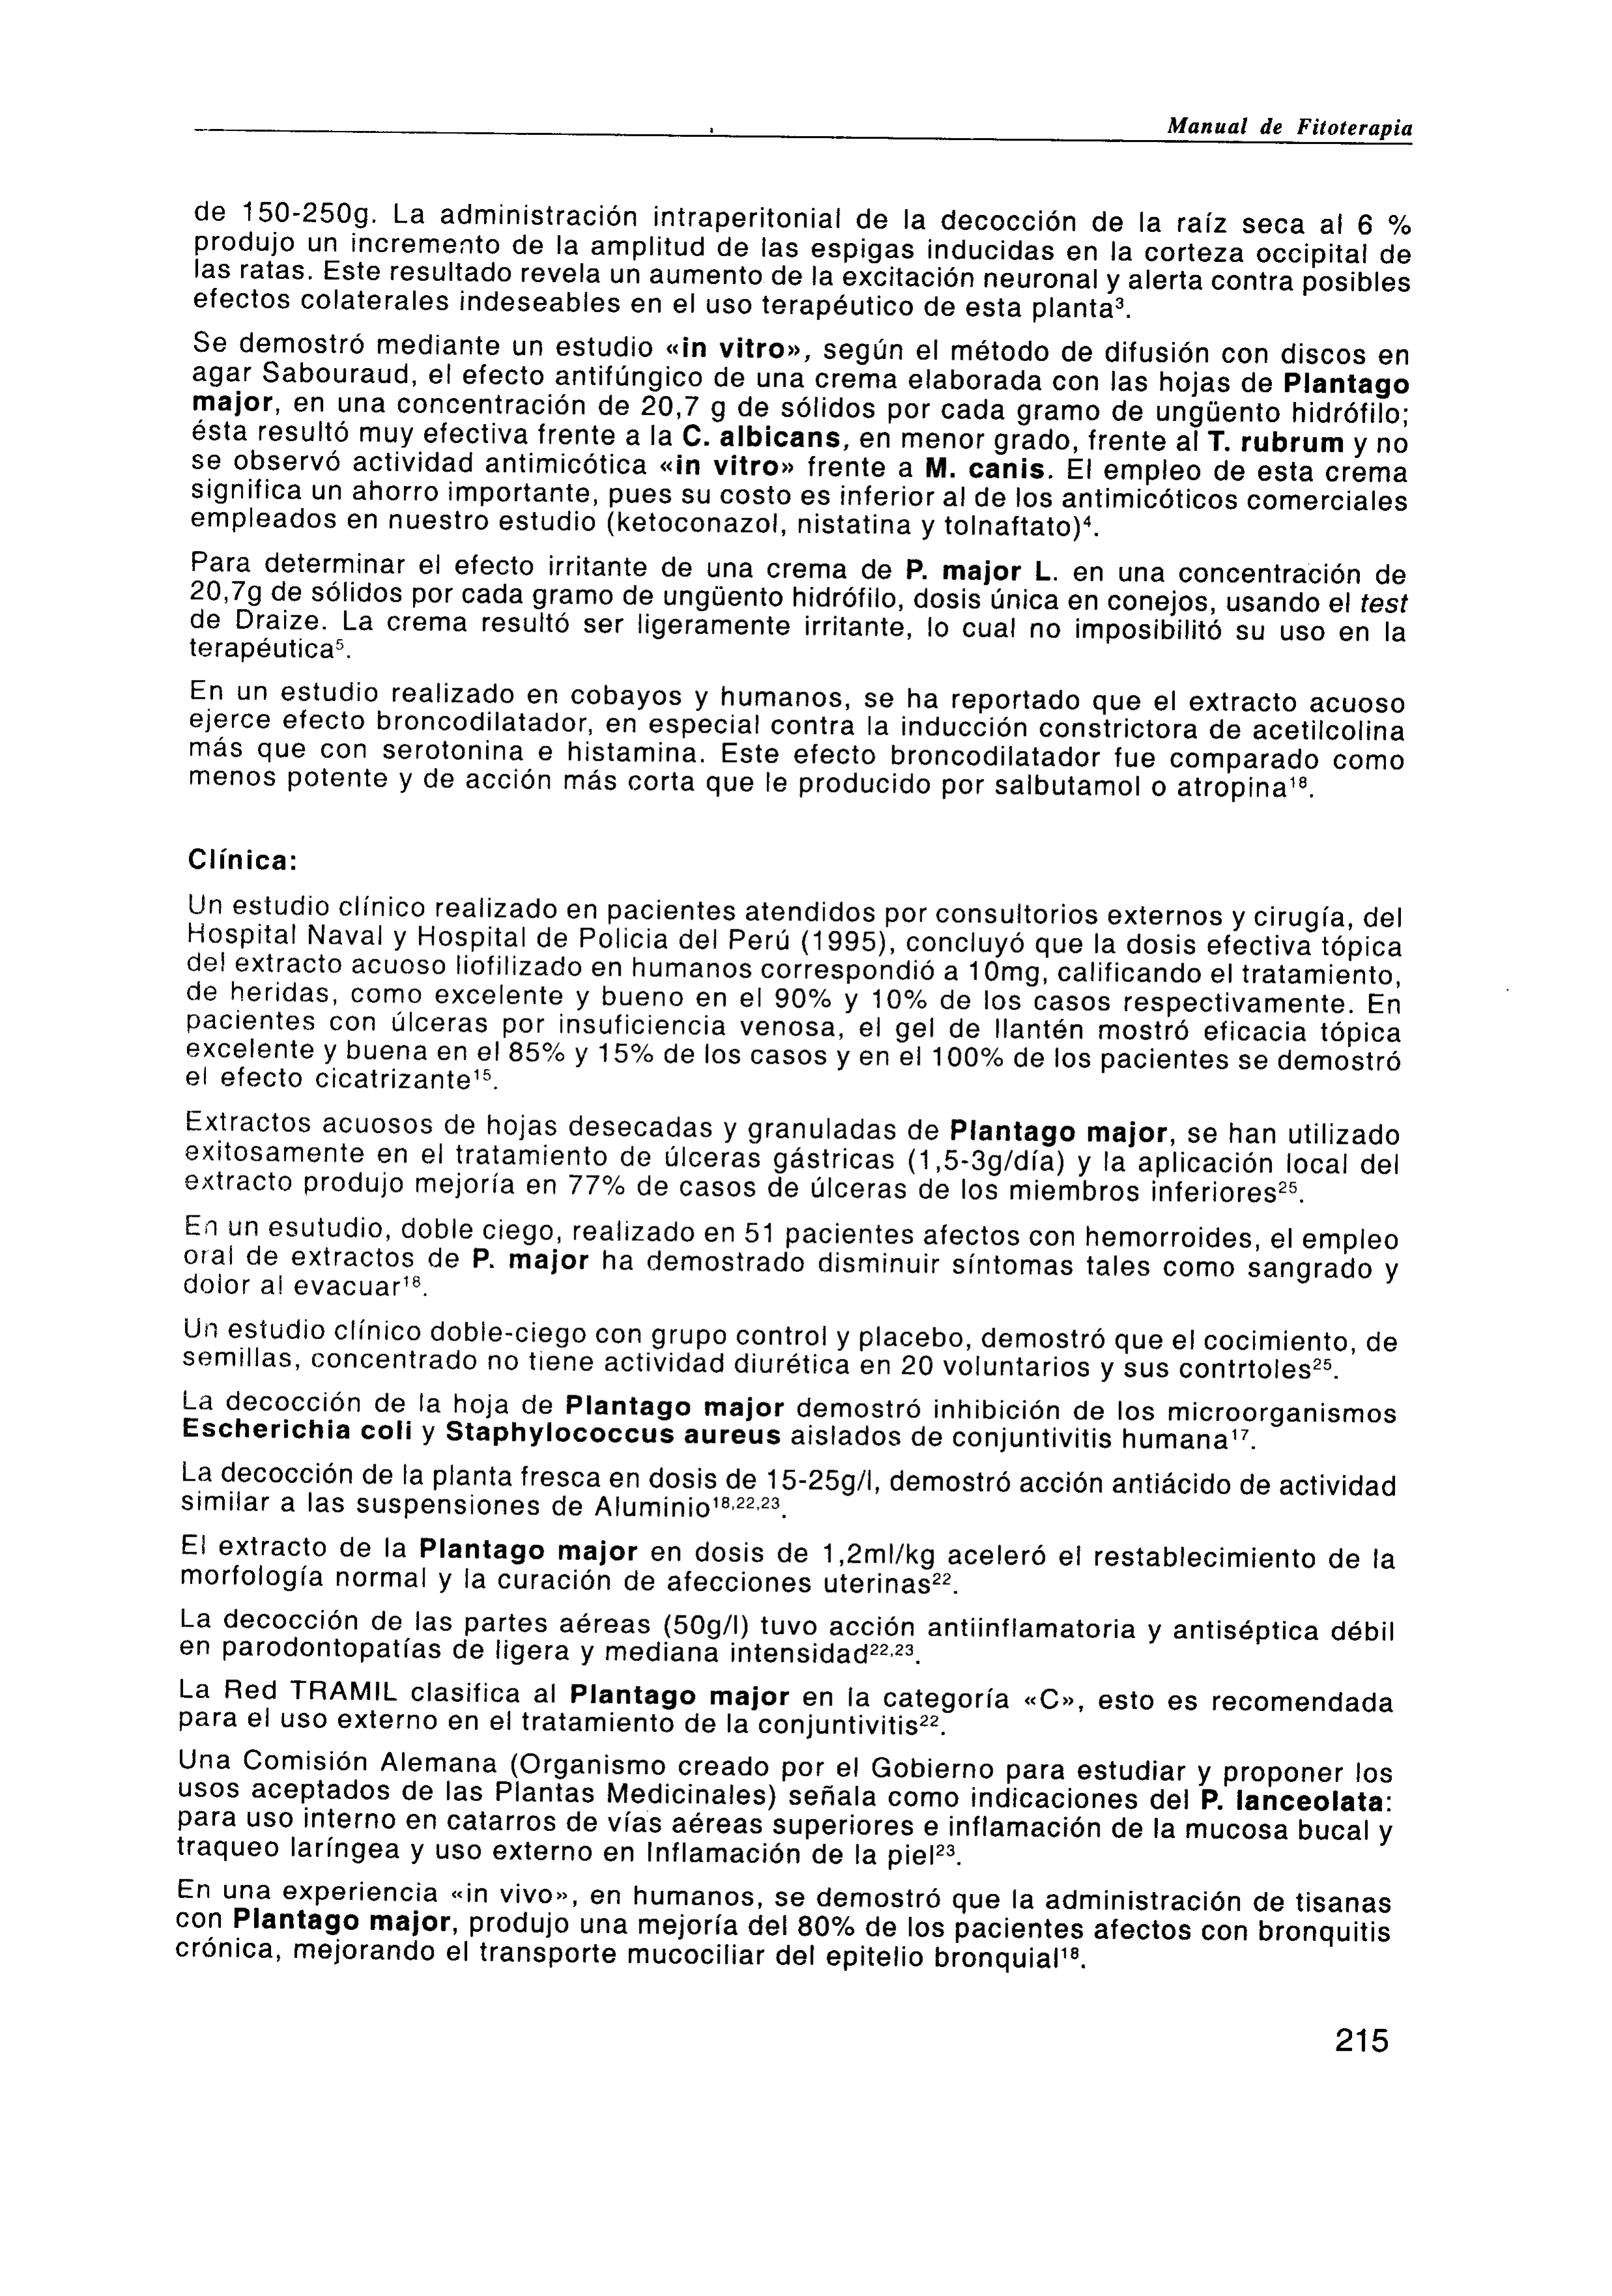 Manual de Fitoterapia
de 150-250g. La administración intraperitonial de la decocción de la raíz seca al 6 %
produjo un incremento de la amplitud de las espigas inducidas en la corteza occipital de
las ratas. Este resultado revela un aumento de la excitación neuronal y alerta contra posibles
efectos colaterales indeseables en el uso terapéutico de esta planta³.
Se demostró mediante un estudio «in vitro», según el método de difusión con discos en
agar Sabouraud, el efecto antifúngico de una crema elaborada con las hojas de Plantago
major, en una concentración de 20,7 g de sólidos por cada gramo de ungüento hidrófilo;
ésta resultó muy efectiva frente a la C. albicans, en menor grado, frente al T. rubrum y no
se observó actividad antimicótica «in vitro» frente a M. canis. El empleo de esta crema
significa un ahorro importante, pues su costo es inferior al de los antimicóticos comerciales
empleados en nuestro estudio (ketoconazol, nistatina y tolnaftato)⁴.
Para determinar el efecto irritante de una crema de P. major L. en una concentración de
20,7g de sólidos por cada gramo de ungüento hidrófilo, dosis única en conejos, usando el test
de Draize. La crema resultó ser ligeramente irritante, lo cual no imposibilitó su uso en la
terapéutica⁵.
En un estudio realizado en cobayos y humanos, se ha reportado que el extracto acuoso
ejerce efecto broncodilatador, en especial contra la inducción constrictora de acetilcolina
más que con serotonina e histamina. Este efecto broncodilatador fue comparado como
menos potente y de acción más corta que le producido por salbutamol o atropina¹⁸.
Clínica:
Un estudio clínico realizado en pacientes atendidos por consultorios externos y cirugía, del
Hospital Naval y Hospital de Policia del Perú (1995), concluyó que la dosis efectiva tópica
del extracto acuoso liofilizado en humanos correspondió a 10mg, calificando el tratamiento,
de heridas, como excelente y bueno en el 90% y 10% de los casos respectivamente. En
pacientes con úlceras por insuficiencia venosa, el gel de llantén mostró eficacia tópica
excelente y buena en el 85% y 15% de los casos y en el 100% de los pacientes se demostró
el efecto cicatrizante¹⁵.
Extractos acuosos de hojas desecadas y granuladas de Plantago major, se han utilizado
exitosamente en el tratamiento de úlceras gástricas (1,5-3g/día) y la aplicación local del
extracto produjo mejoría en 77% de casos de úlceras de los miembros inferiores²⁵.
En un esutudio, doble ciego, realizado en 51 pacientes afectos con hemorroides, el empleo
oral de extractos de P. major ha demostrado disminuir síntomas tales como sangrado y
dolor al evacuar¹⁸.
Un estudio clínico doble-ciego con grupo control y placebo, demostró que el cocimiento, de
semillas, concentrado no tiene actividad diurética en 20 voluntarios y sus contrtoles²⁵.
La decocción de la hoja de Plantago major demostró inhibición de los microorganismos
Escherichia coli y Staphylococcus aureus aislados de conjuntivitis humana¹⁷.
La decocción de la planta fresca en dosis de 15-25g/l, demostró acción antiácido de actividad
similar a las suspensiones de Aluminio¹⁸,²²,²³.
El extracto de la Plantago major en dosis de 1,2ml/kg aceleró el restablecimiento de la
morfología normal y la curación de afecciones uterinas²².
La decocción de las partes aéreas (50g/l) tuvo acción antiinflamatoria y antiséptica débil
en parodontopatías de ligera y mediana intensidad²²,²³.
La Red TRAMIL clasifica al Plantago major en la categoría «C», esto es recomendada
para el uso externo en el tratamiento de la conjuntivitis²².
Una Comisión Alemana (Organismo creado por el Gobierno para estudiar y proponer los
usos aceptados de las Plantas Medicinales) señala como indicaciones del P. lanceolata:
para uso interno en catarros de vías aéreas superiores e inflamación de la mucosa bucal y
traqueo laríngea y uso externo en Inflamación de la piel²³.
En una experiencia «in vivo», en humanos, se demostró que la administración de tisanas
con Plantago major, produjo una mejoría del 80% de los pacientes afectos con bronquitis
crónica, mejorando el transporte mucociliar del epitelio bronquial¹⁸.
215